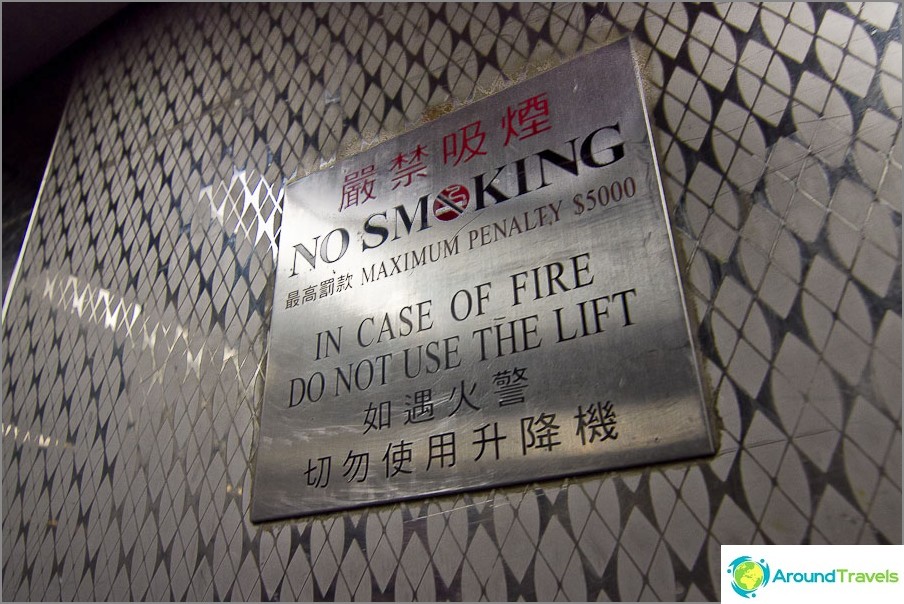 嚴禁吸煙
NO SMOKING
最高罰款 MAXIMUM PENALTY $5000
IN CASE OF FIRE
DO NOT USE THE LIFT
如遇火警
切勿使用升降機
AroundTravels